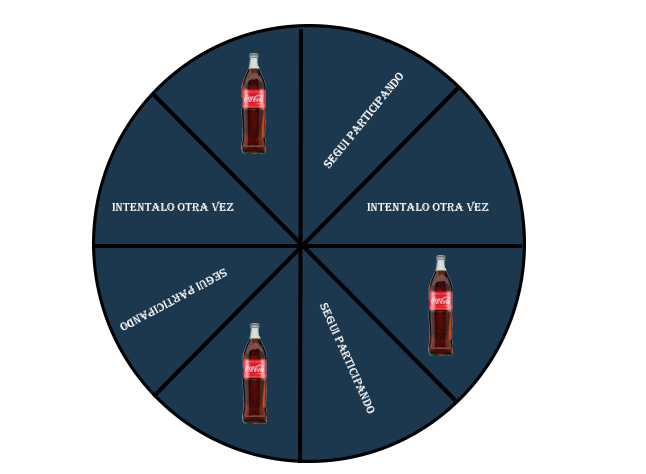 SEGUI PARTICIPANDO
INTENTALO OTRA VEZ
INTENTALO OTRA VEZ
SEGUI PARTICIPANDO
SEGUI PARTICIPANDO
Coca-Cola
Coca-Cola
Coca-Cola